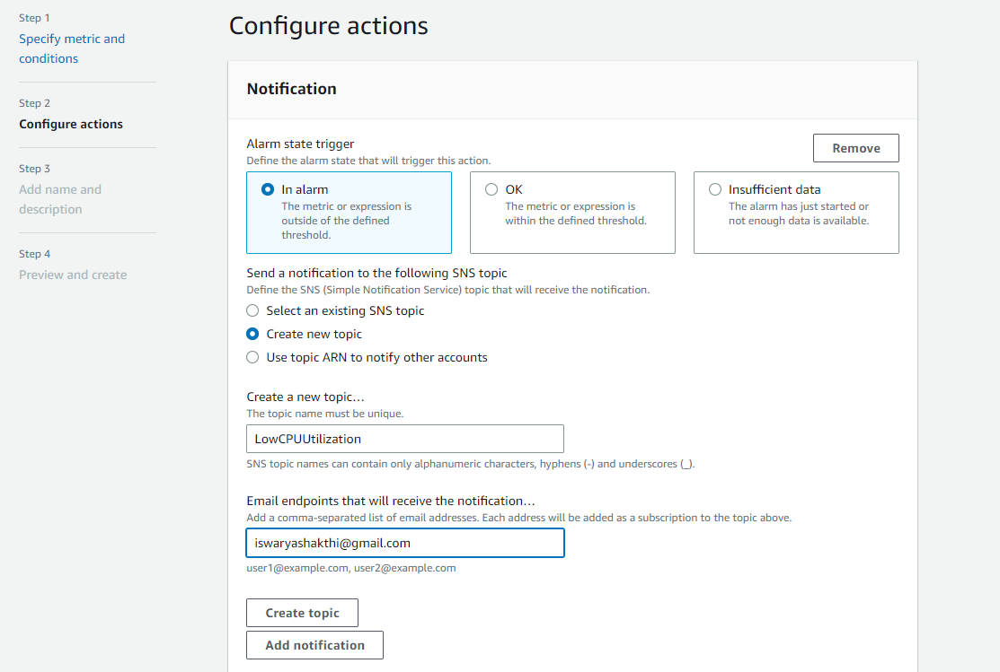 Step 1
Specify metric and
conditions
Step 2
Configure actions
Step 3
Add name and
description
Step 4
Preview and create
Configure actions
Notification
Alarm state trigger
Define the alarm state that will trigger this action.
Remove
In alarm
The metric or expression is
outside of the defined
threshold.
OK
The metric or expression is
within the defined threshold.
Insufficient data
The alarm has just started or
not enough data is available.
Send a notification to the following SNS topic
Define the SNS (Simple Notification Service) topic that will receive the notification.
Select an existing SNS topic
Create new topic
Use topic ARN to notify other accounts
Create a new topic…
The topic name must be unique.
LowCPUUtilization
SNS topic names can contain only alphanumeric characters, hyphens (-) and underscores (_).
Email endpoints that will receive the notification…
Add a comma-separated list of email addresses. Each address will be added as a subscription to the topic above.
iswaryashakthi@gmail.com
user1@example.com, user2@example.com
Create topic
Add notification